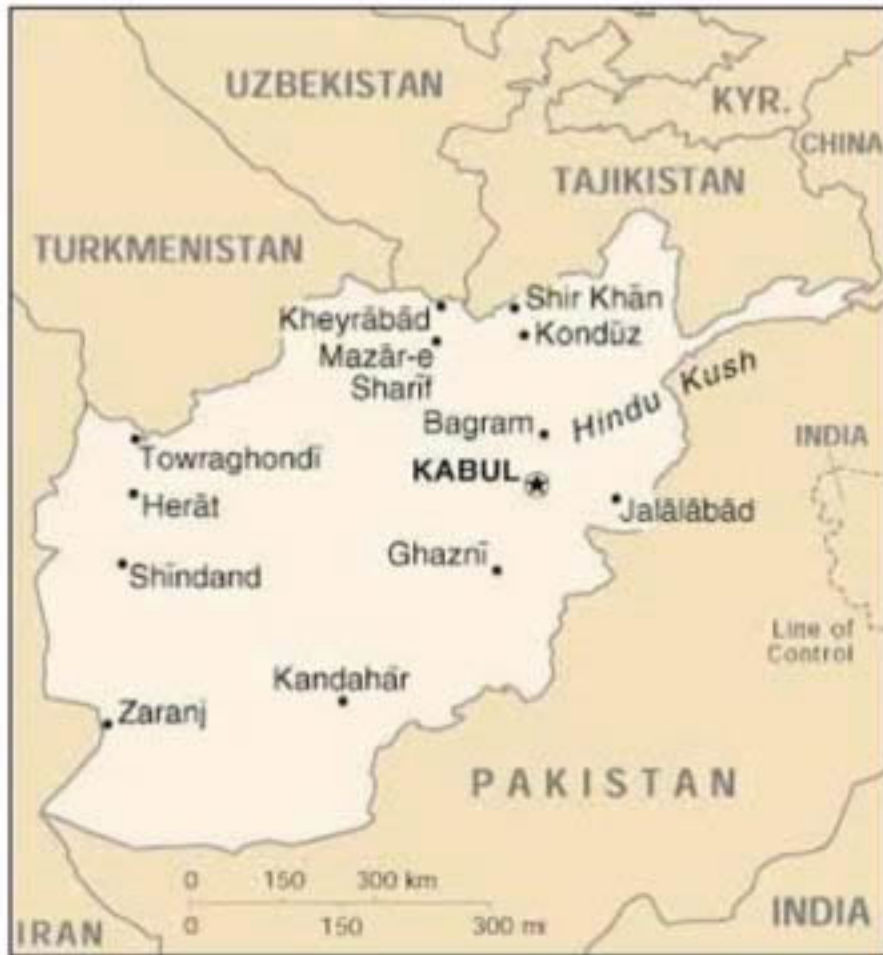 UZBEKISTAN
KYR.
CHINA
TAJIKISTAN
TURKMENISTAN
Kheyrābād
Shir Khān
Kondūz
Mazār-e
Sharīf
Hindu Kush
Bagram
INDIA
Towraghondī
KABUL
Herāt
Jalālābād
Ghaznī
Shīndand
Line of
Control
Kandahār
Zaranj
PAKISTAN
0 150 300 km
0 150 300 mi
IRAN
INDIA